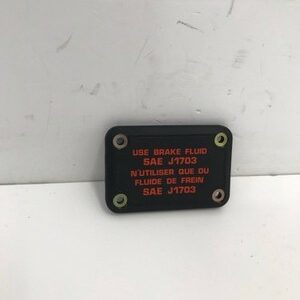 USE BRAKE FLUID
SAE J1703
N'UTILISER QUE DU
FLUIDE DE FREIN
SAE J1703